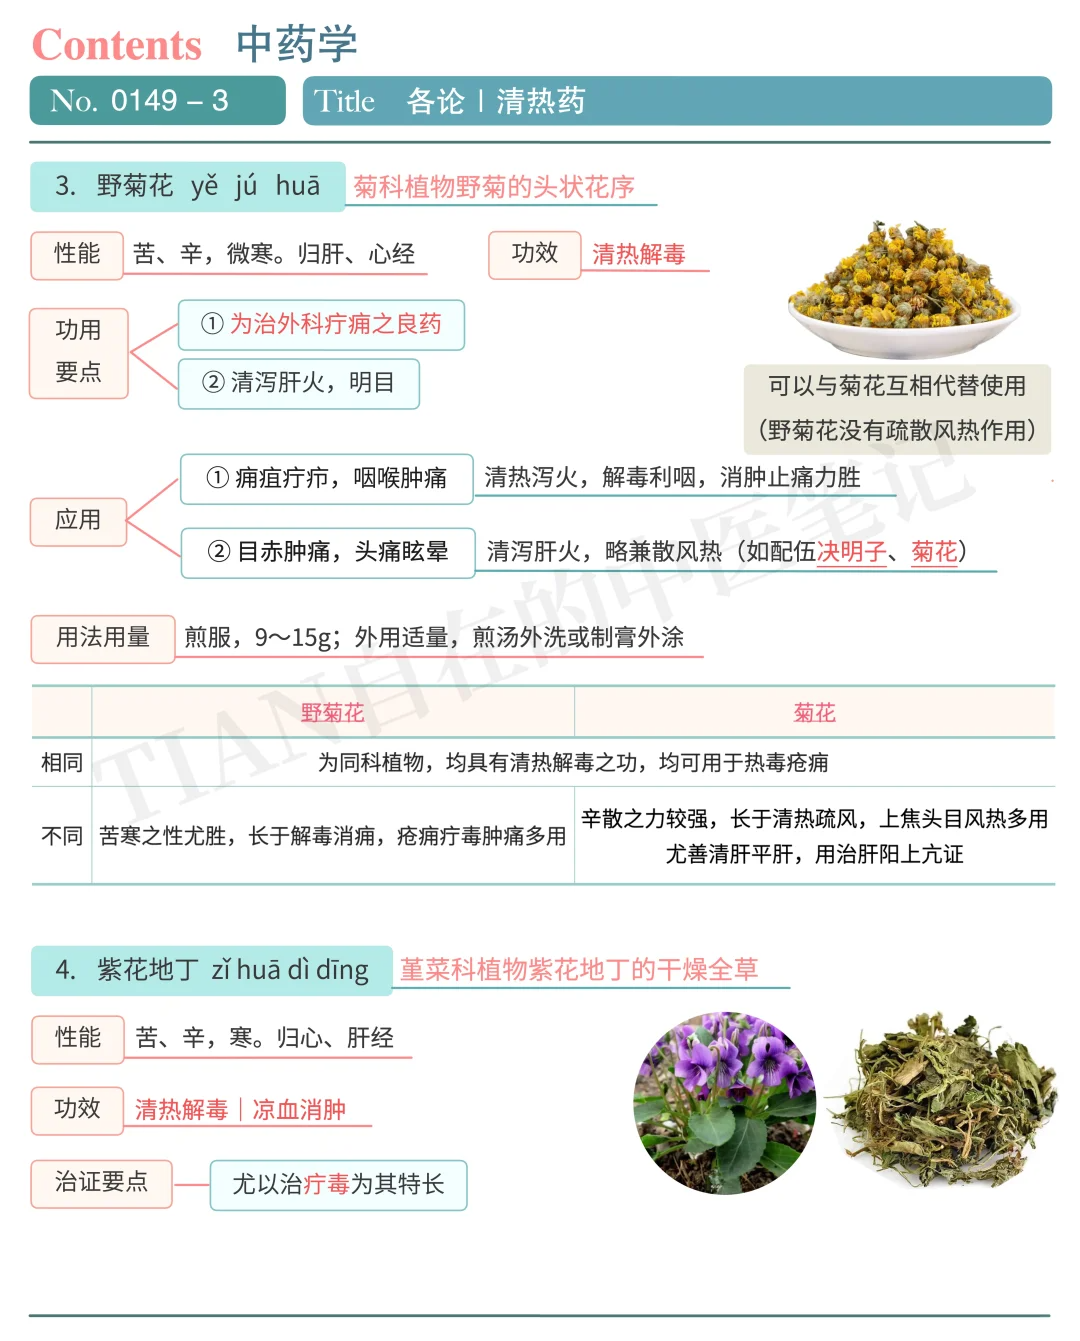 Contents 中药学
No. 0149 – 3
Title 各论 | 清热药
3. 野菊花 yě jú huā 菊科植物野菊的头状花序
性能 苦、辛，微寒。归肝、心经
功效 清热解毒
功用
要点
① 为治外科疔痈之良药
② 清泻肝火，明目
可以与菊花互相代替使用
（野菊花没有疏散风热作用）
应用
① 痈疽疔疖，咽喉肿痛 清热泻火，解毒利咽，消肿止痛力胜
② 目赤肿痛，头痛眩晕 清泻肝火，略兼散风热（如配伍决明子、菊花）
用法用量 煎服，9～15g；外用适量，煎汤外洗或制膏外涂
野菊花 菊花
相同 为同科植物，均具有清热解毒之功，均可用于热毒疮痈
不同 苦寒之性尤胜，长于解毒消痈，疮痈疔毒肿痛多用
辛散之力较强，长于清热疏风，上焦头目风热多用
尤善清肝平肝，用治肝阳上亢证
4. 紫花地丁 zǐ huā dì dīng 堇菜科植物紫花地丁的干燥全草
性能 苦、辛，寒。归心、肝经
功效 清热解毒｜凉血消肿
治证要点 尤以治疔毒为其特长
TIAN自在的中医笔记